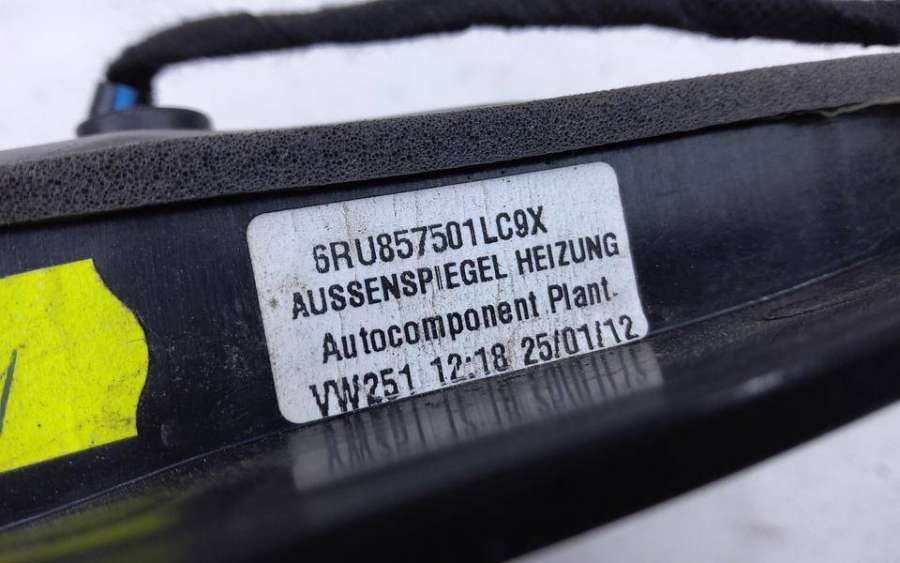 6RU857501LC9X
AUSSENSPIEGEL HEIZUNG
Autocomponent Plant.
VW251 12:18 25/01/12